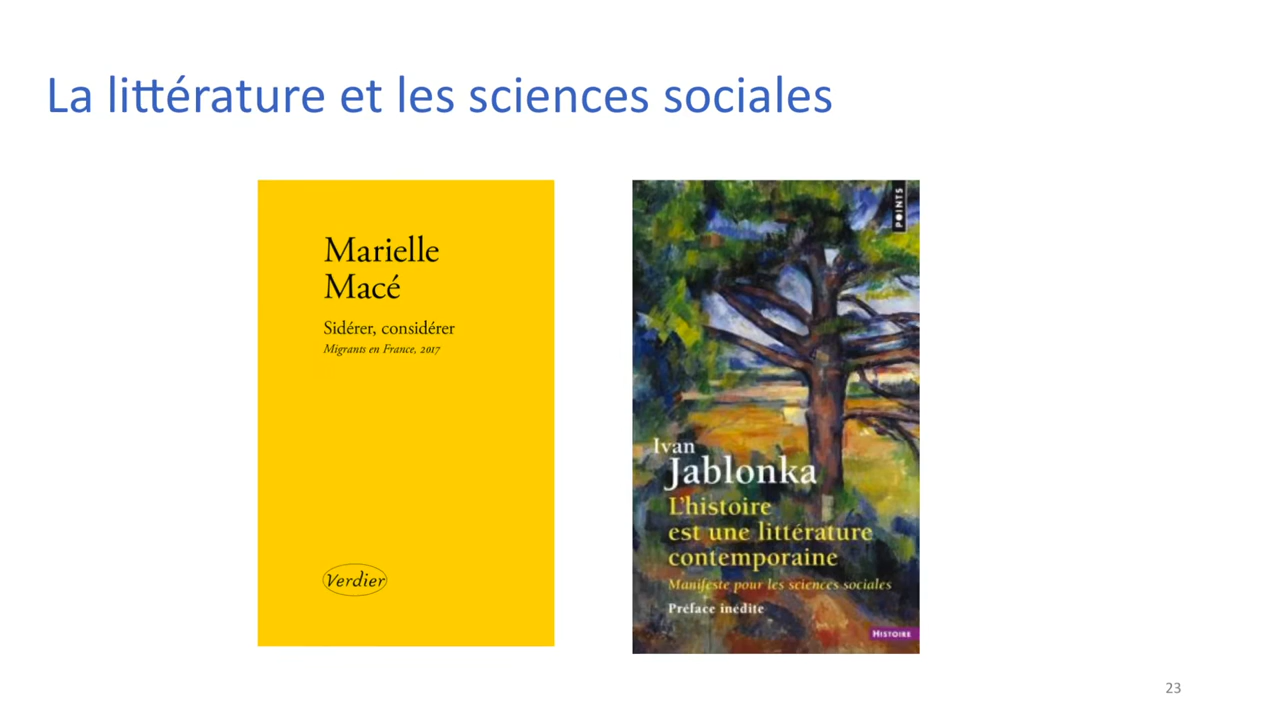 La littérature et les sciences sociales
Marielle
Macé
Sidérer, considérer
Migrants en France, 2017
Verdier
POINTS
Ivan
Jablonka
L'histoire
est une littérature
contemporaine
Manifeste pour les sciences sociales
Préface inédite
HISTOIRE
23